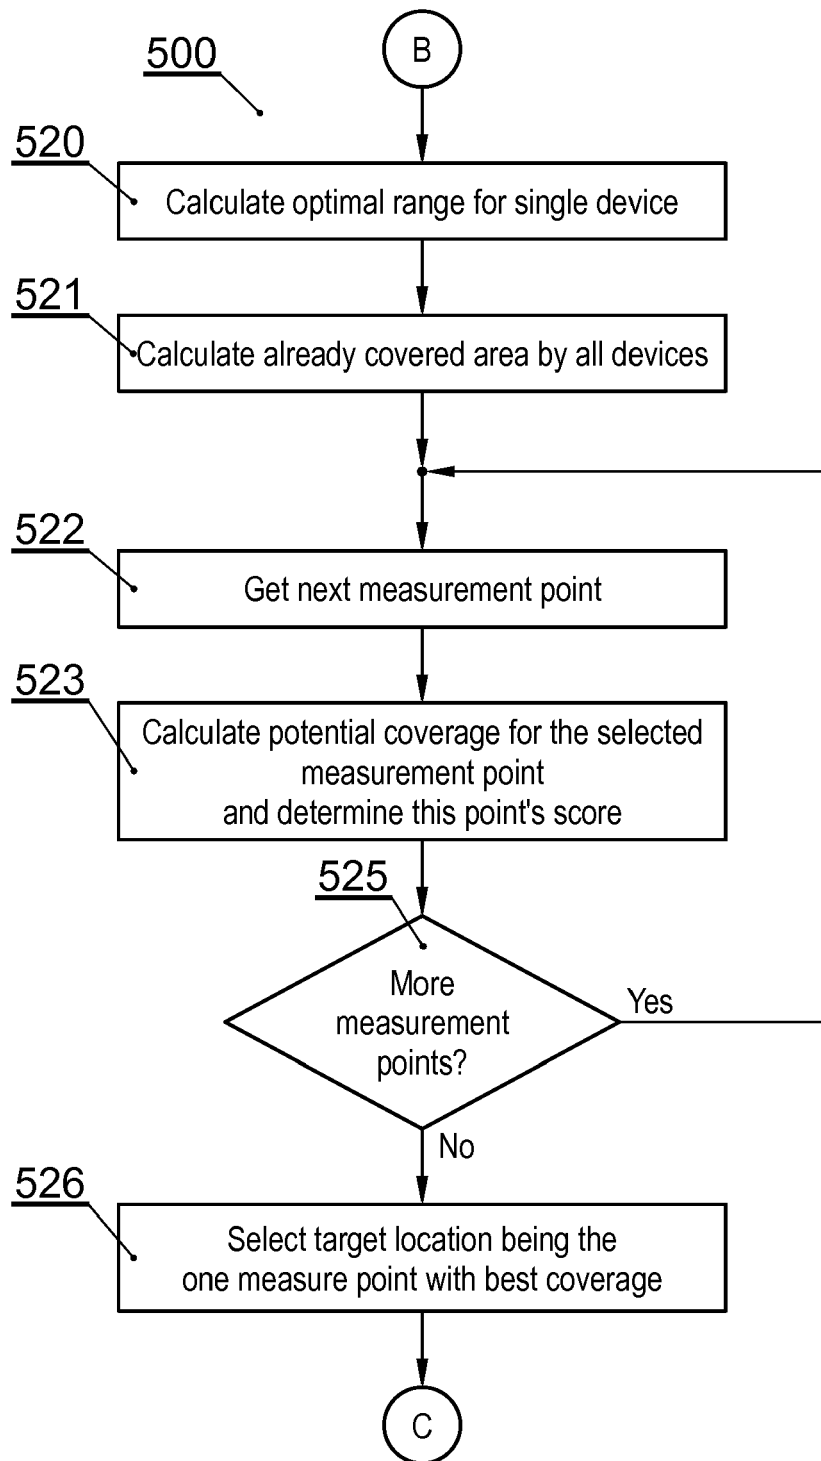 B
500
520
Calculate optimal range for single device
521
Calculate already covered area by all devices
522
Get next measurement point
523
Calculate potential coverage for the selected
measurement point
and determine this point's score
525
More
measurement
points?
Yes
No
526
Select target location being the
one measure point with best coverage
C